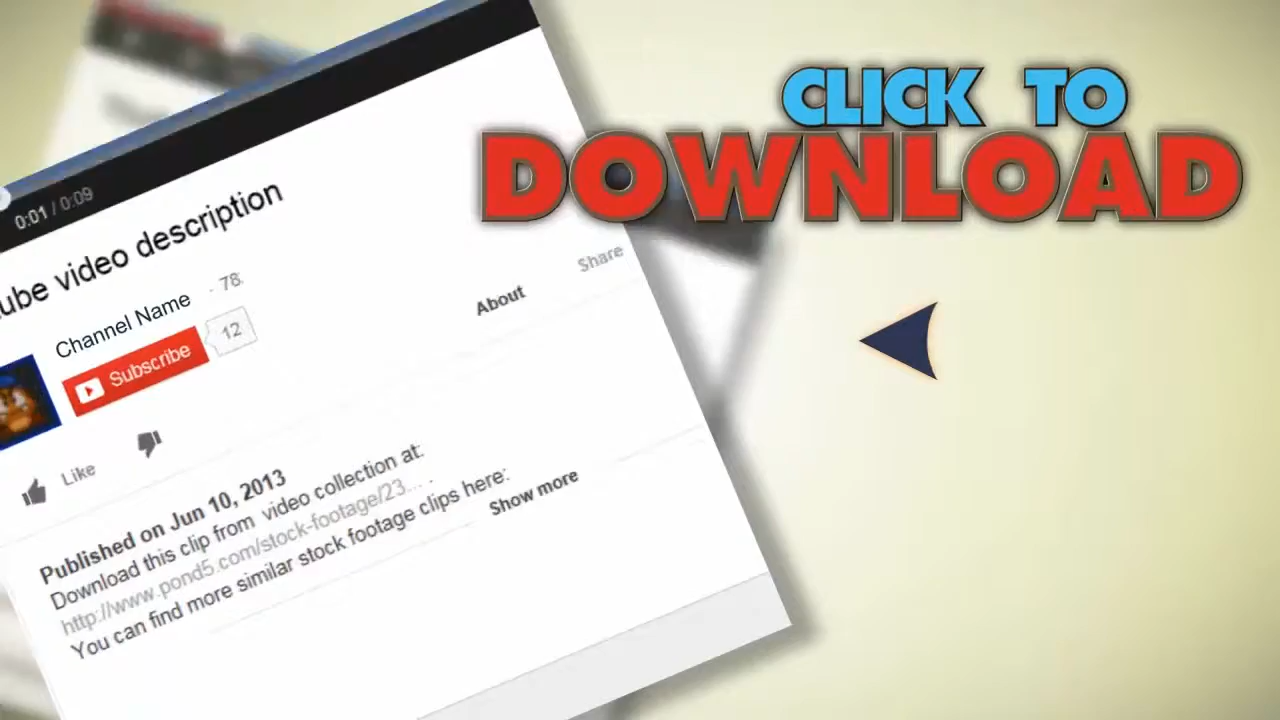 CLICK TO
DOWNLOAD
0:01 / 0:09
ube video description
Channel Name · 78
Subscribe 12
About
Share
Like
Published on Jun 10, 2013
Download this clip from video collection at:
http://www.pond5.com/stock-footage/23... .
You can find more similar stock footage clips here:
Show more